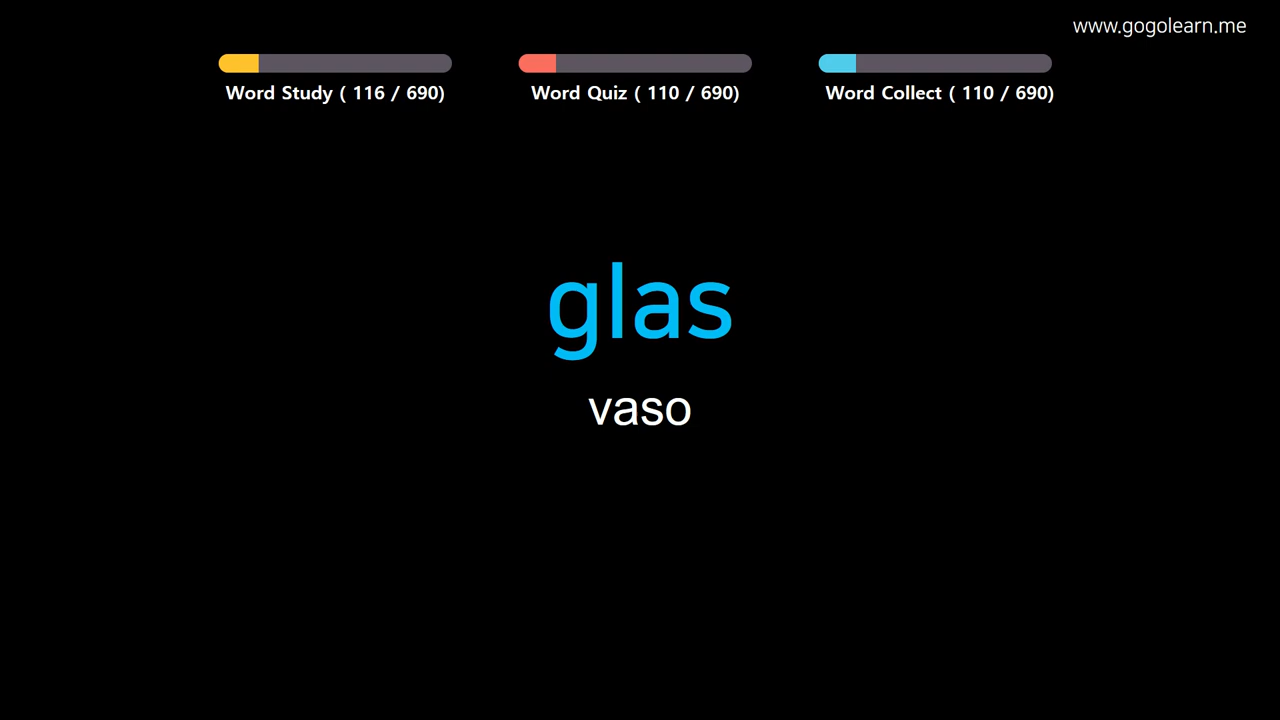 www.gogolearn.me
Word Study ( 116 / 690)
Word Quiz ( 110 / 690)
Word Collect ( 110 / 690)
glas
vaso